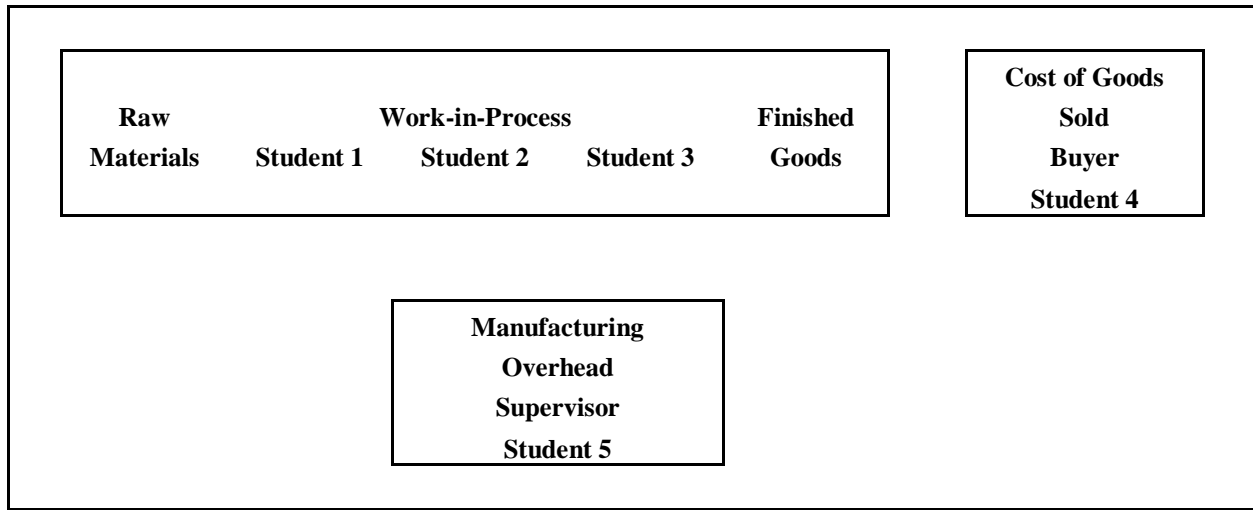 Raw Work-in-Process Finished
Materials Student 1 Student 2 Student 3 Goods
Cost of Goods
Sold
Buyer
Student 4
Manufacturing
Overhead
Supervisor
Student 5